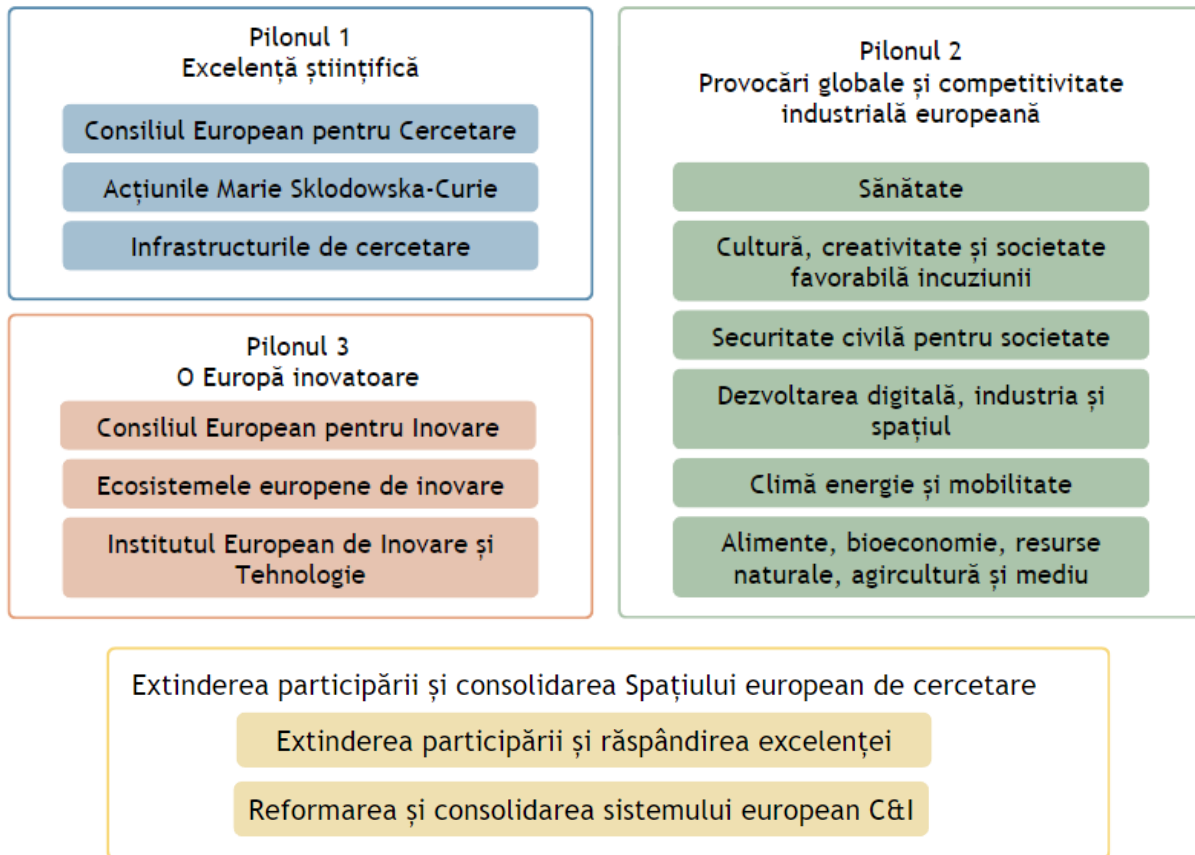 Pilonul 1
Excelență științifică
Consiliul European pentru Cercetare
Acțiunile Marie Sklodowska-Curie
Infrastructurile de cercetare
Pilonul 2
Provocări globale și competitivitate
industrială europeană
Sănătate
Cultură, creativitate și societate
favorabilă incuziunii
Securitate civilă pentru societate
Dezvoltarea digitală, industria și
spațiul
Climă energie și mobilitate
Alimente, bioeconomie, resurse
naturale, agircultură și mediu
Pilonul 3
O Europă inovatoare
Consiliul European pentru Inovare
Ecosistemele europene de inovare
Institutul European de Inovare și
Tehnologie
Extinderea participării și consolidarea Spațiului european de cercetare
Extinderea participării și răspândirea excelenței
Reformarea și consolidarea sistemului european C&I